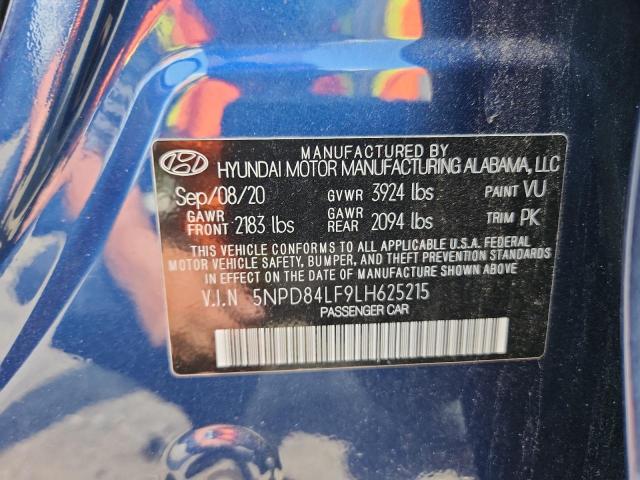 MANUFACTURED BY
HYUNDAI MOTOR MANUFACTURING ALABAMA, LLC
Sep/08/20 GVWR 3924 lbs PAINT VU
GAWR FRONT 2183 lbs GAWR REAR 2094 lbs TRIM PK
THIS VEHICLE CONFORMS TO ALL APPLICABLE U.S.A. FEDERAL
MOTOR VEHICLE SAFETY, BUMPER, AND THEFT PREVENTION STANDARDS
IN EFFECT ON THE DATE OF MANUFACTURE SHOWN ABOVE
V.I.N 5NPD84LF9LH625215
PASSENGER CAR